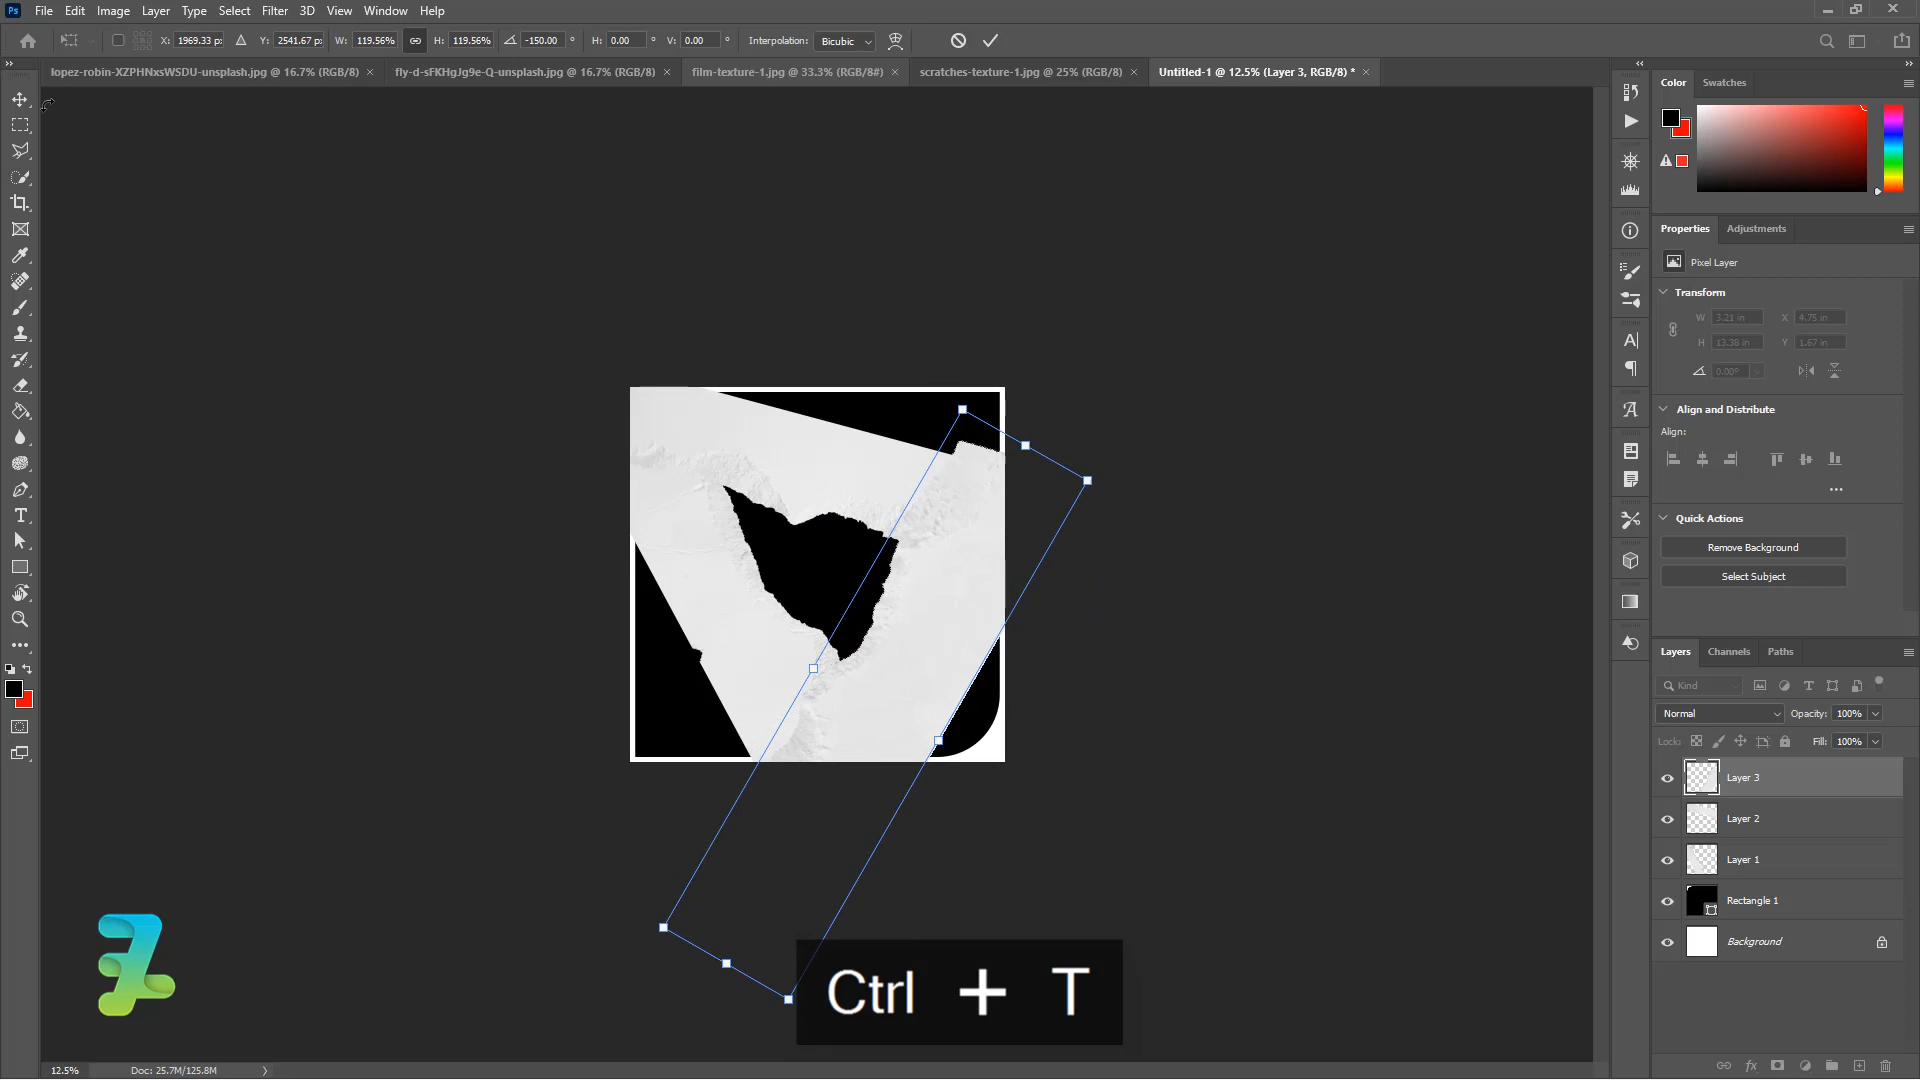 Ps File Edit Image Layer Type Select Filter 3D View Window Help
X: 1969.33 px Y: 2541.67 px W: 119.56% H: 119.56% -150.00 ° H: 0.00 ° V: 0.00 ° Interpolation: Bicubic
lopez-robin-XZPHNxsWSDU-unsplash.jpg @ 16.7% (RGB/8) × fly-d-sFKHgJg9e-Q-unsplash.jpg @ 16.7% (RGB/8) × film-texture-1.jpg @ 33.3% (RGB/8#) × scratches-texture-1.jpg @ 25% (RGB/8) × Untitled-1 @ 12.5% (Layer 3, RGB/8) * ×
Color Swatches
Properties Adjustments
Pixel Layer
Transform
W 3.21 in X 4.75 in
H 13.38 in Y 1.67 in
0.00°
Align and Distribute
Align:
Quick Actions
Remove Background
Select Subject
Layers Channels Paths
Kind
Normal Opacity: 100%
Lock: Fill: 100%
Layer 3
Layer 2
Layer 1
Rectangle 1
Background
Ctrl + T
12.5% Doc: 25.7M/125.8M